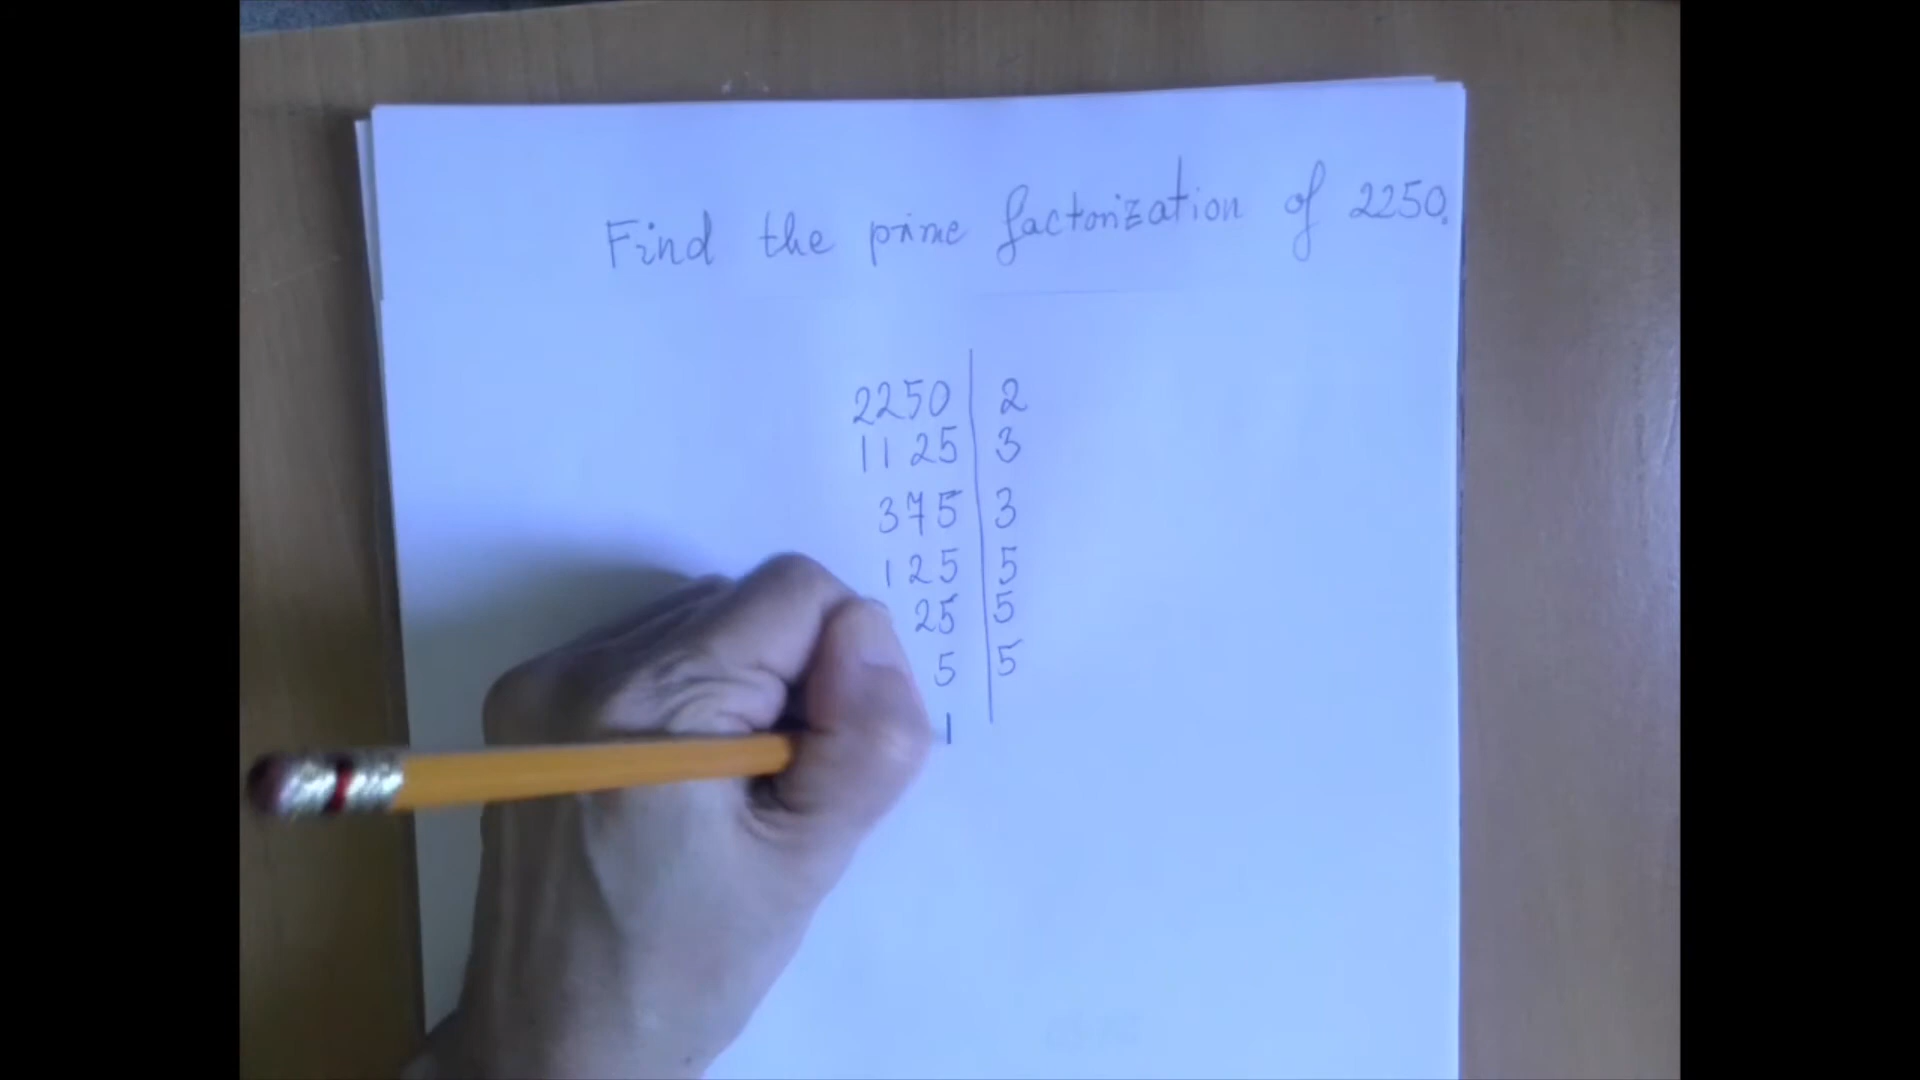 Find the prime factorization of 2250.
2250 | 2
1125 | 3
375 | 3
125 | 5
25 | 5
5 | 5
1